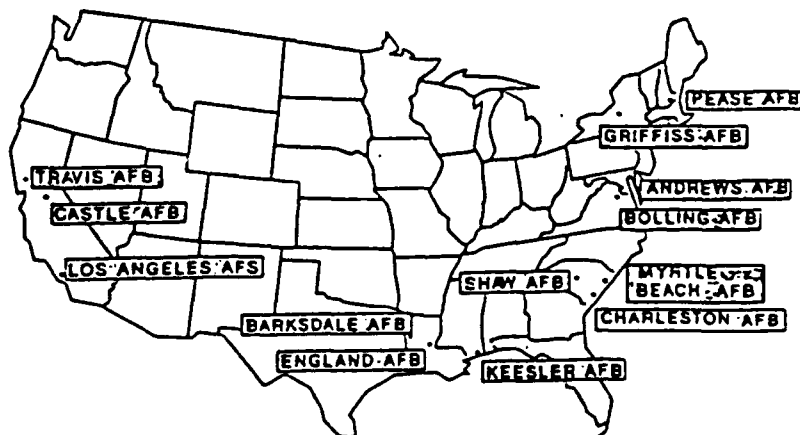 PEASE AFB
GRIFFISS AFB
TRAVIS AFB
ANDREWS AFB
CASTLE AFB
BOLLING AFB
LOS ANGELES AFS
SHAW AFB
MYRTLE
BEACH AFB
BARKSDALE AFB
CHARLESTON AFB
ENGLAND AFB
KEESLER AFB